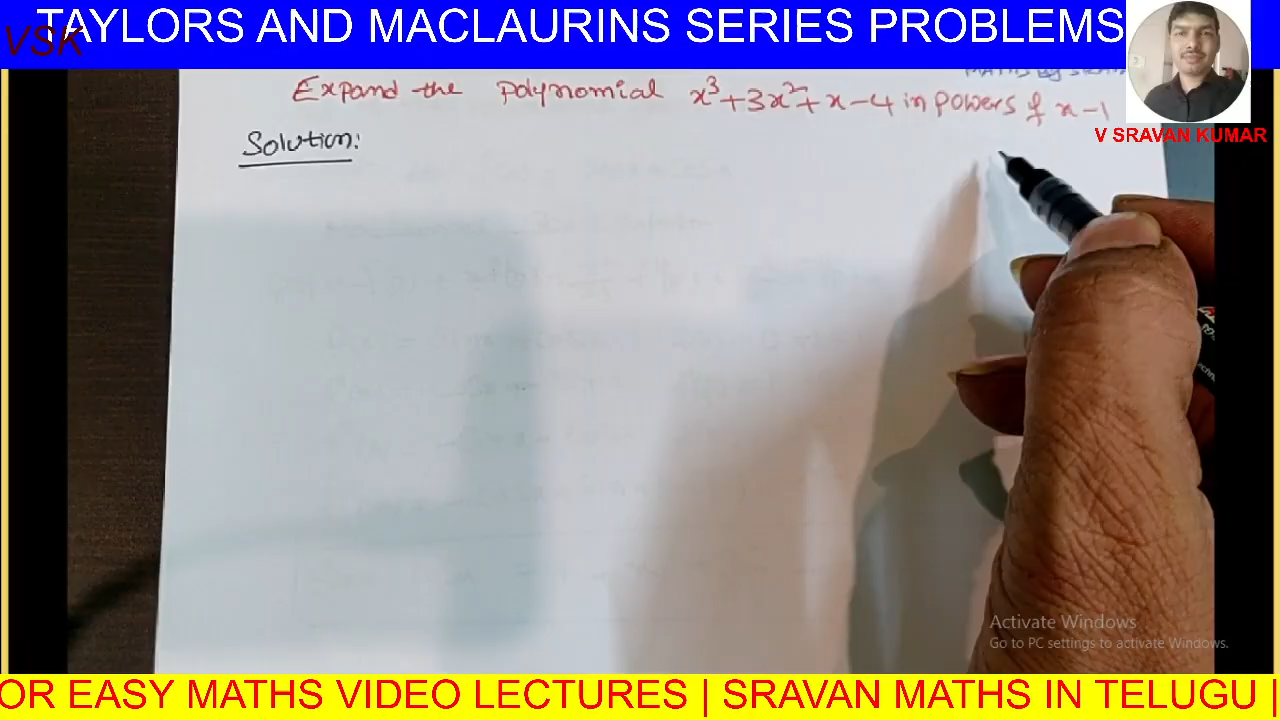 TAYLORS AND MACLAURINS SERIES PROBLEMS
VSK
Expand the polynomial x³+3x²+x-4 in powers of x-1
V SRAVAN KUMAR
Solution:
Activate Windows
Go to PC settings to activate Windows.
OR EASY MATHS VIDEO LECTURES | SRAVAN MATHS IN TELUGU |